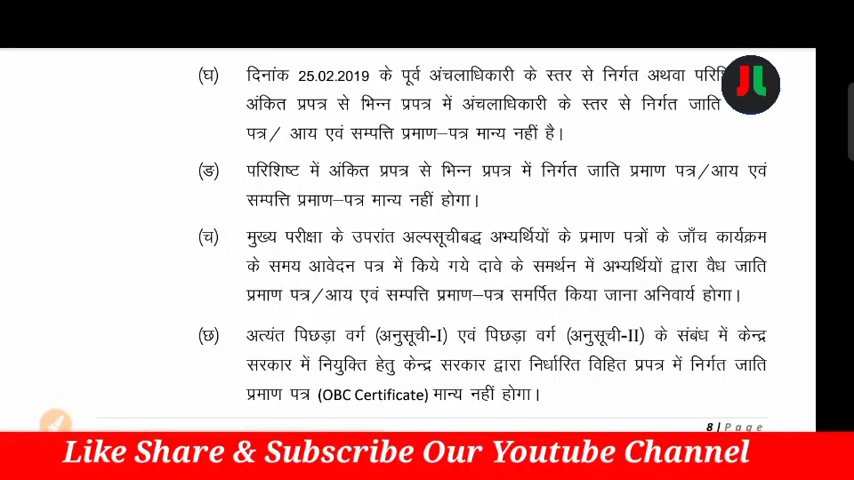 (घ) दिनांक 25.02.2019 के पूर्व अंचलाधिकारी के स्तर से निर्गत अथवा
अंकित प्रपत्र से भिन्न प्रपत्र में अंचलाधिकारी के स्तर से निर्गत जाति
पत्र/ आय एवं सम्पत्ति प्रमाण–पत्र मान्य नहीं है।
(ङ) परिशिष्ट में अंकित प्रपत्र से भिन्न प्रपत्र में निर्गत जाति प्रमाण पत्र/आय एवं
सम्पत्ति प्रमाण–पत्र मान्य नहीं होगा।
(च) मुख्य परीक्षा के उपरांत अल्पसूचीबद्ध अभ्यर्थियों के प्रमाण पत्रों के जाँच कार्यक्रम
के समय आवेदन पत्र में किये गये दावे के समर्थन में अभ्यर्थियों द्वारा वैध जाति
प्रमाण पत्र/आय एवं सम्पत्ति प्रमाण–पत्र समर्पित किया जाना अनिवार्य होगा।
(छ) अत्यंत पिछड़ा वर्ग (अनुसूची-I) एवं पिछड़ा वर्ग (अनुसूची-II) के संबंध में केन्द्र
सरकार में नियुक्ति हेतु केन्द्र सरकार द्वारा निर्धारित विहित प्रपत्र में निर्गत जाति
प्रमाण पत्र (OBC Certificate) मान्य नहीं होगा।
8 | Page
Like Share & Subscribe Our Youtube Channel